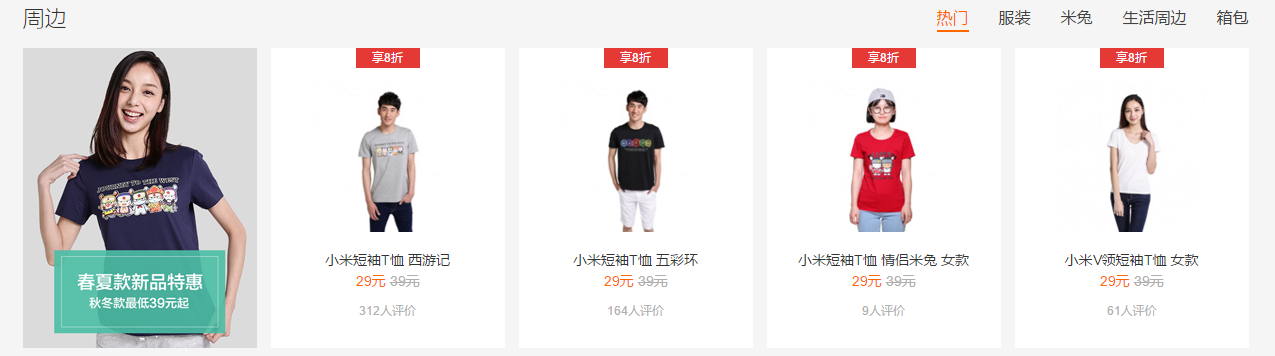 周边
热门 服装 米兔 生活周边 箱包
JOURNEY TO THE WEST
春夏款新品特惠
秋冬款最低39元起
享8折
小米短袖T恤 西游记
29元 39元
312人评价
享8折
小米短袖T恤 五彩环
29元 39元
164人评价
享8折
小米短袖T恤 情侣米兔 女款
29元 39元
9人评价
享8折
小米V领短袖T恤 女款
29元 39元
61人评价